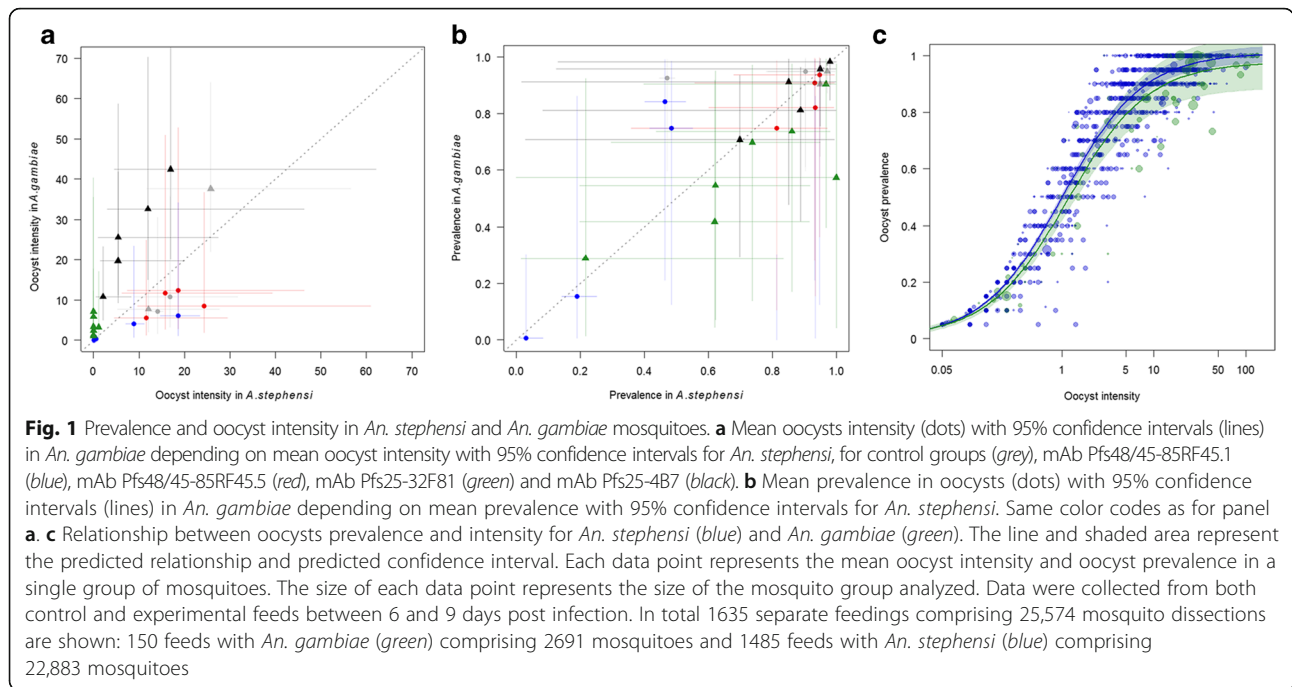 a
b
c
70
60
50
40
30
20
10
0
0 10 20 30 40 50 60 70
Oocyst intensity in A.gambiae
Oocyst intensity in A.stephensi
1.0
0.8
0.6
0.4
0.2
0.0
0.0 0.2 0.4 0.6 0.8 1.0
Prevalence in A.gambiae
Prevalence in A.stephensi
1
0.8
0.6
0.4
0.2
0
0.05 1 5 10 50 100
Oocyst prevalence
Oocyst intensity
Fig. 1 Prevalence and oocyst intensity in An. stephensi and An. gambiae mosquitoes. a Mean oocysts intensity (dots) with 95% confidence intervals (lines)
in An. gambiae depending on mean oocyst intensity with 95% confidence intervals for An. stephensi, for control groups (grey), mAb Pfs48/45-85RF45.1
(blue), mAb Pfs48/45-85RF45.5 (red), mAb Pfs25-32F81 (green) and mAb Pfs25-4B7 (black). b Mean prevalence in oocysts (dots) with 95% confidence
intervals (lines) in An. gambiae depending on mean prevalence with 95% confidence intervals for An. stephensi. Same color codes as for panel
a. c Relationship between oocysts prevalence and intensity for An. stephensi (blue) and An. gambiae (green). The line and shaded area represent
the predicted relationship and predicted confidence interval. Each data point represents the mean oocyst intensity and oocyst prevalence in a
single group of mosquitoes. The size of each data point represents the size of the mosquito group analyzed. Data were collected from both
control and experimental feeds between 6 and 9 days post infection. In total 1635 separate feedings comprising 25,574 mosquito dissections
are shown: 150 feeds with An. gambiae (green) comprising 2691 mosquitoes and 1485 feeds with An. stephensi (blue) comprising
22,883 mosquitoes